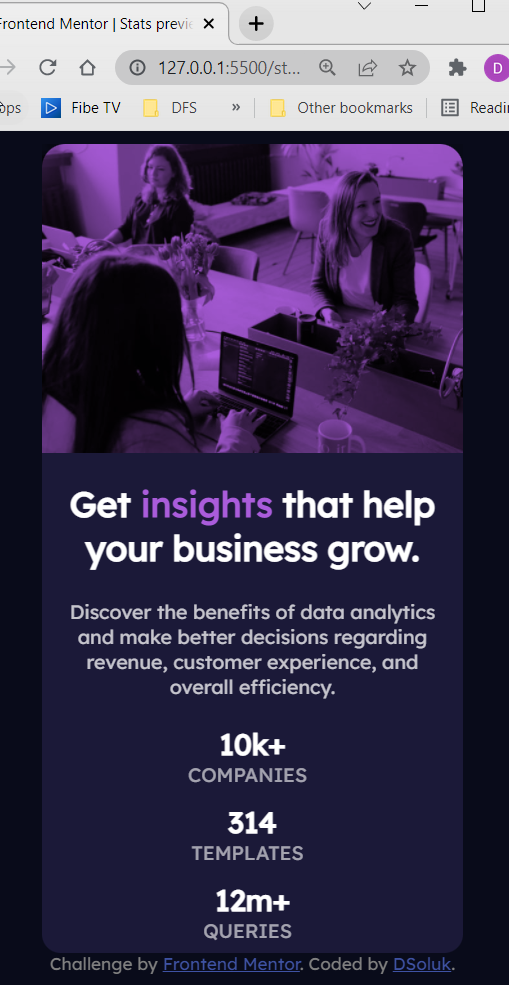 Frontend Mentor | Stats previ
127.0.0.1:5500/st...
D
ops
Fibe TV
DFS
»
Other bookmarks
Readi
Get insights that help
your business grow.
Discover the benefits of data analytics
and make better decisions regarding
revenue, customer experience, and
overall efficiency.
10k+
COMPANIES
314
TEMPLATES
12m+
QUERIES
Challenge by Frontend Mentor. Coded by DSoluk.